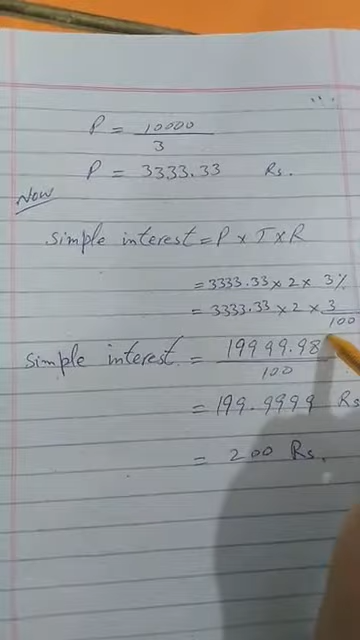 P = 10000
3
P = 3333.33 Rs.
Now
Simple interest = P × T × R
= 3333.33 × 2 × 3%
= 3333.33 × 2 × 3
100
Simple interest = 19999.98
100
= 199.9999 Rs
= 200 Rs.